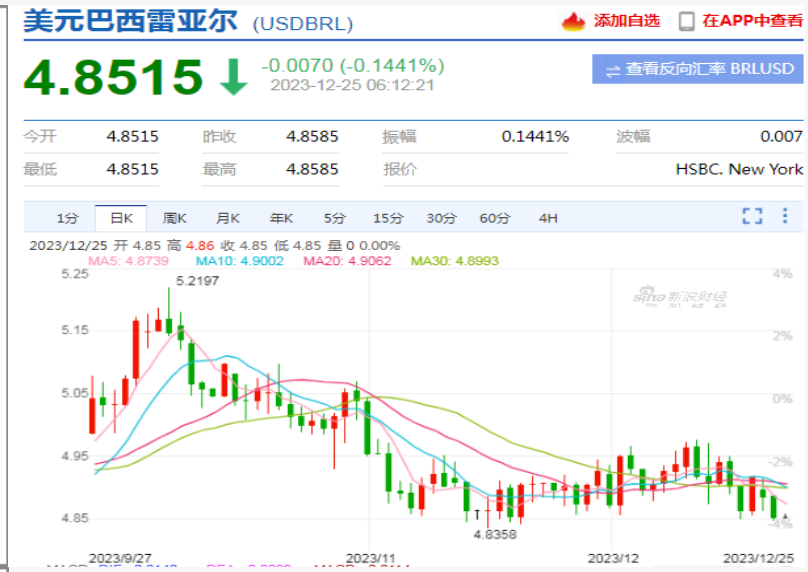 美元巴西雷亚尔 (USDBRL) 添加自选 在APP中查看
4.8515 -0.0070 (-0.1441%)
2023-12-25 06:12:21
查看反向汇率 BRLUSD
今开 4.8515 昨收 4.8585 振幅 0.1441% 波幅 0.007
最低 4.8515 最高 4.8585 报价 HSBC. New York
1分 日K 周K 月K 年K 5分 15分 30分 60分 4H
2023/12/25 开 4.85 高 4.86 收 4.85 低 4.85 量 0 0.00%
MA5: 4.8739 MA10: 4.9002 MA20: 4.9062 MA30: 4.8993
5.25 4%
5.2197
sina 新浪财经
5.15 2%
5.05 0%
4.95 -2%
4.85 -4%
4.8358
2023/9/27 2023/11 2023/12 2023/12/25